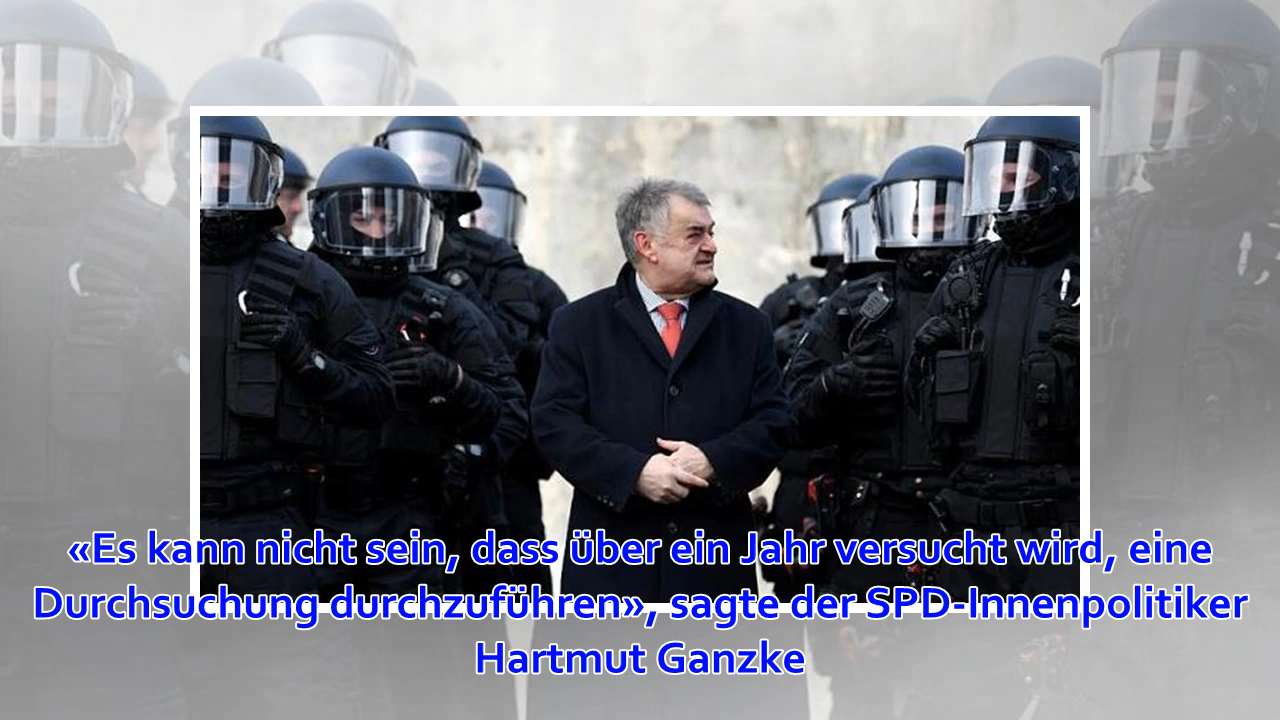 «Es kann nicht sein, dass über ein Jahr versucht wird, eine
Durchsuchung durchzuführen», sagte der SPD-Innenpolitiker
Hartmut Ganzke